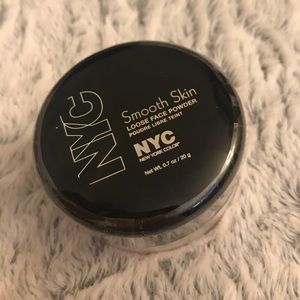 NYC
Smooth Skin
LOOSE FACE POWDER
POUDRE LIBRE TEINT
NYC
NEW YORK COLOR®
Net Wt. 0.7 oz / 20 g